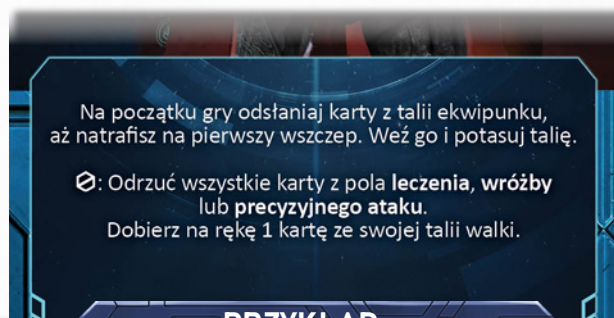 Na początku gry odsłaniaj karty z talii ekwipunku,
aż natrafisz na pierwszy wszczep. Weź go i potasuj talię.
: Odrzuć wszystkie karty z pola leczenia, wróżby
lub precyzyjnego ataku.
Dobierz na rękę 1 kartę ze swojej talii walki.
PRZYKŁAD